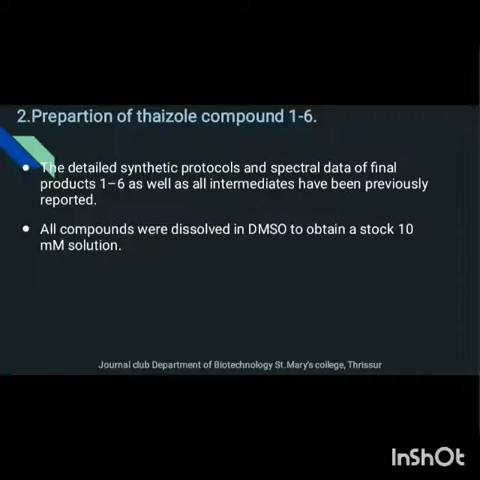 2.Prepartion of thaizole compound 1-6.
● The detailed synthetic protocols and spectral data of final
products 1–6 as well as all intermediates have been previously
reported.
● All compounds were dissolved in DMSO to obtain a stock 10
mM solution.
Journal club Department of Biotechnology St.Mary's college, Thrissur
InShOt